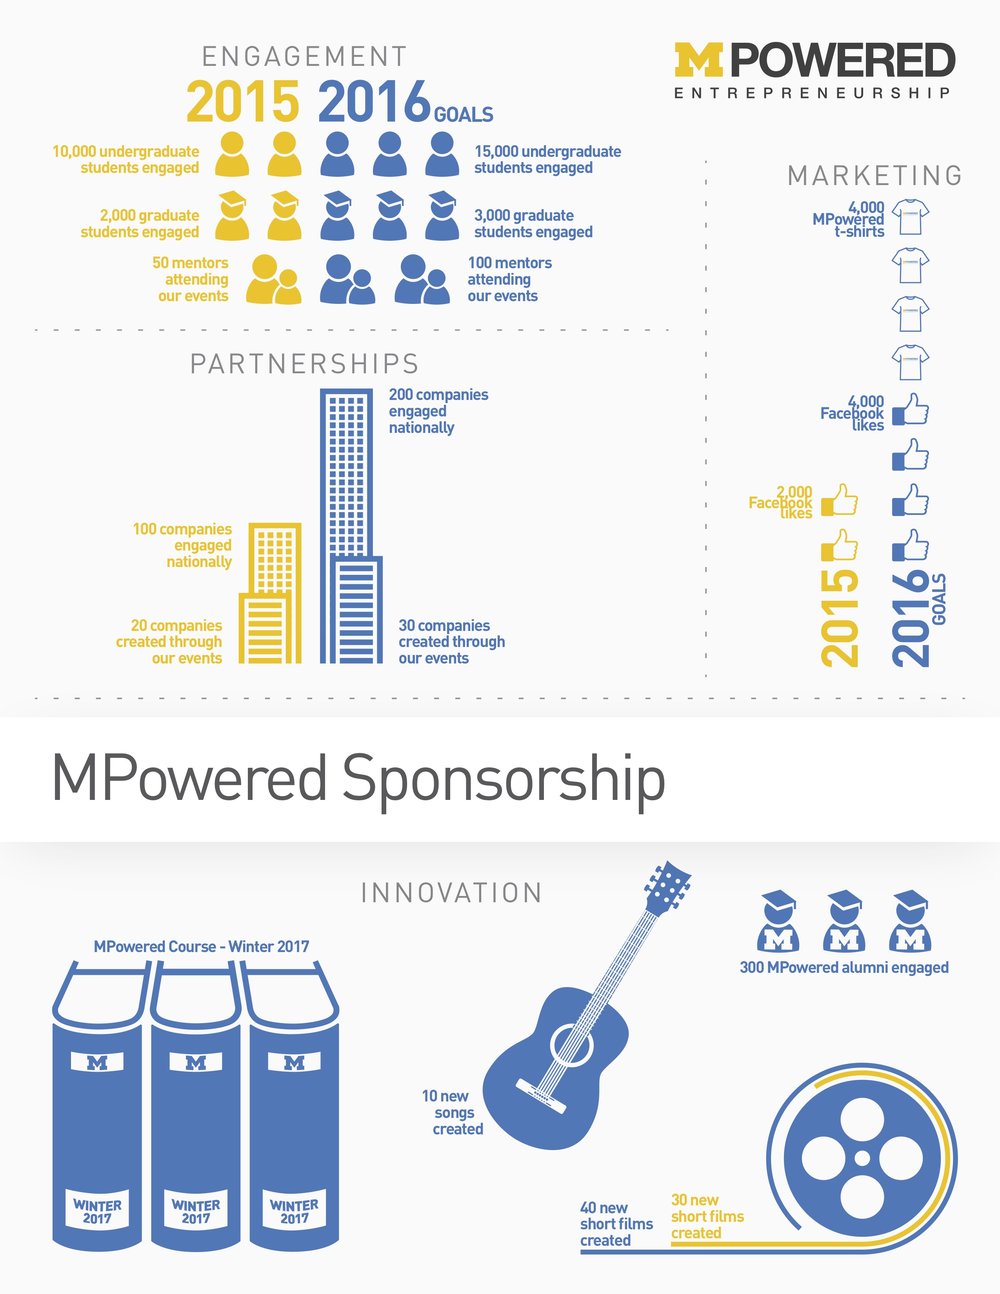 ENGAGEMENT
2015 2016 GOALS
10,000 undergraduate
students engaged
15,000 undergraduate
students engaged
2,000 graduate
students engaged
3,000 graduate
students engaged
50 mentors
attending
our events
100 mentors
attending
our events
M POWERED
ENTREPRENEURSHIP
MARKETING
4,000
MPowered
t-shirts
4,000
Facebook
likes
2,000
Facebook
likes
2015
2016
GOALS
PARTNERSHIPS
200 companies
engaged
nationally
100 companies
engaged
nationally
20 companies
created through
our events
30 companies
created through
our events
MPowered Sponsorship
INNOVATION
MPowered Course - Winter 2017
M
M
M
WINTER
2017
WINTER
2017
WINTER
2017
10 new
songs
created
M
M
M
300 MPowered alumni engaged
40 new
short films
created
30 new
short films
created